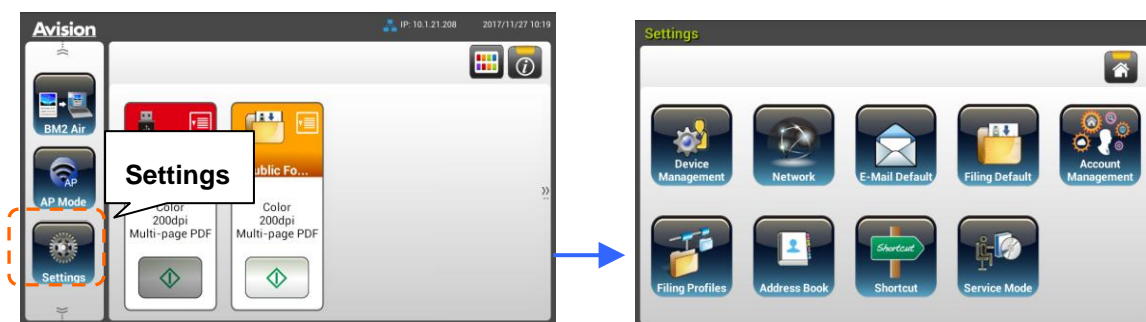 Avision
IP: 10.1.21.208 2017/11/27 10:19
BM2 Air
AP
AP Mode
Settings
Settings
ublic Fo...
Color
200dpi
Multi-page PDF
Color
200dpi
Multi-page PDF
Settings
Device
Management
Network
E-Mail Default
Filing Default
Account
Management
Filing Profiles
Address Book
Shortcut
Shortcut
Service Mode